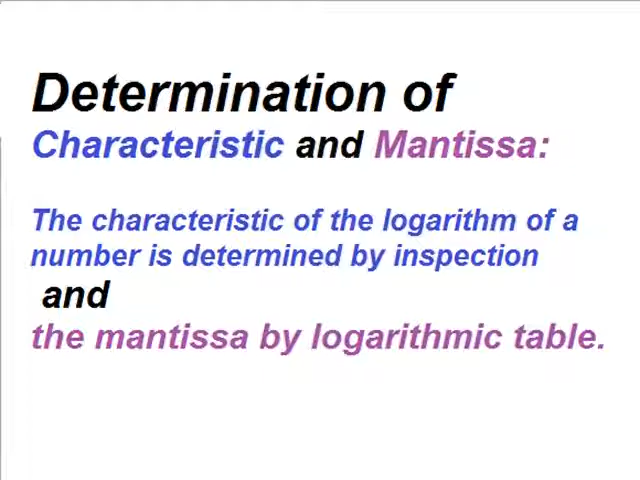 Determination of
Characteristic and Mantissa:
The characteristic of the logarithm of a
number is determined by inspection
and
the mantissa by logarithmic table.